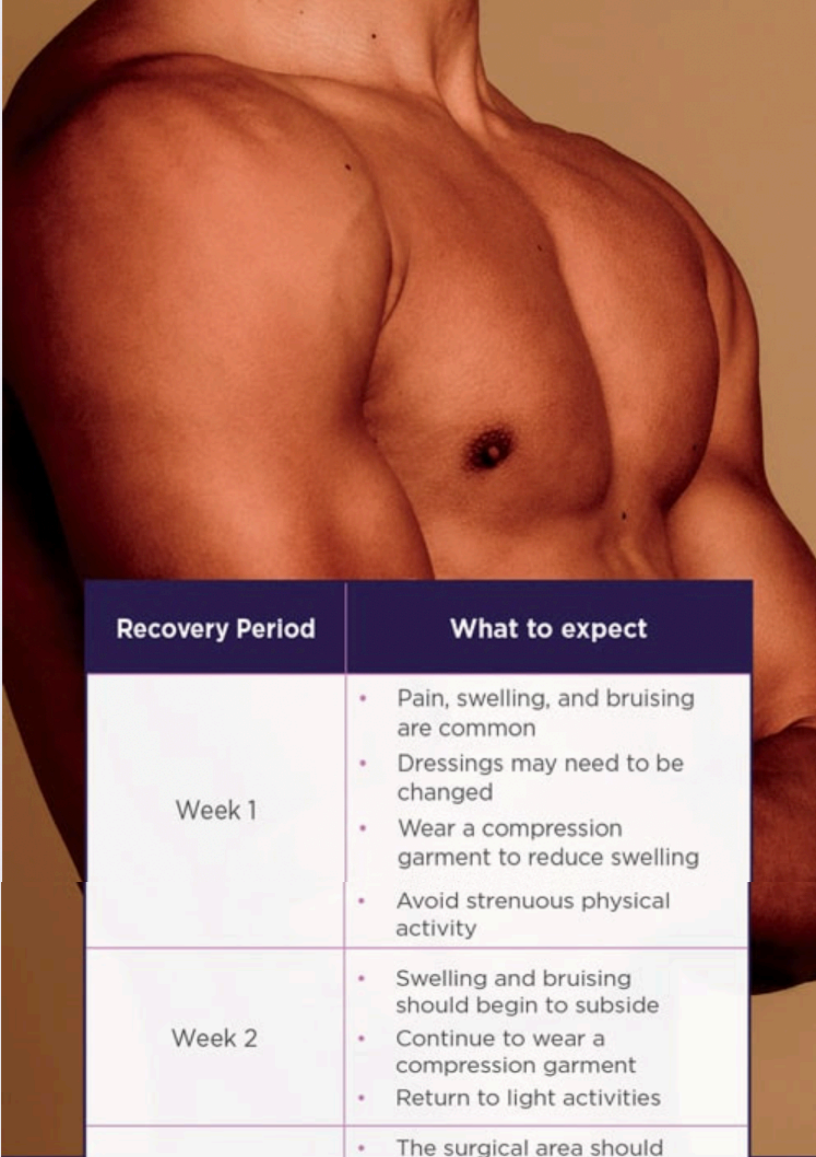 Recovery Period
What to expect
Week 1
• Pain, swelling, and bruising
are common
• Dressings may need to be
changed
• Wear a compression
garment to reduce swelling
• Avoid strenuous physical
activity
Week 2
• Swelling and bruising
should begin to subside
• Continue to wear a
compression garment
• Return to light activities
• The surgical area should